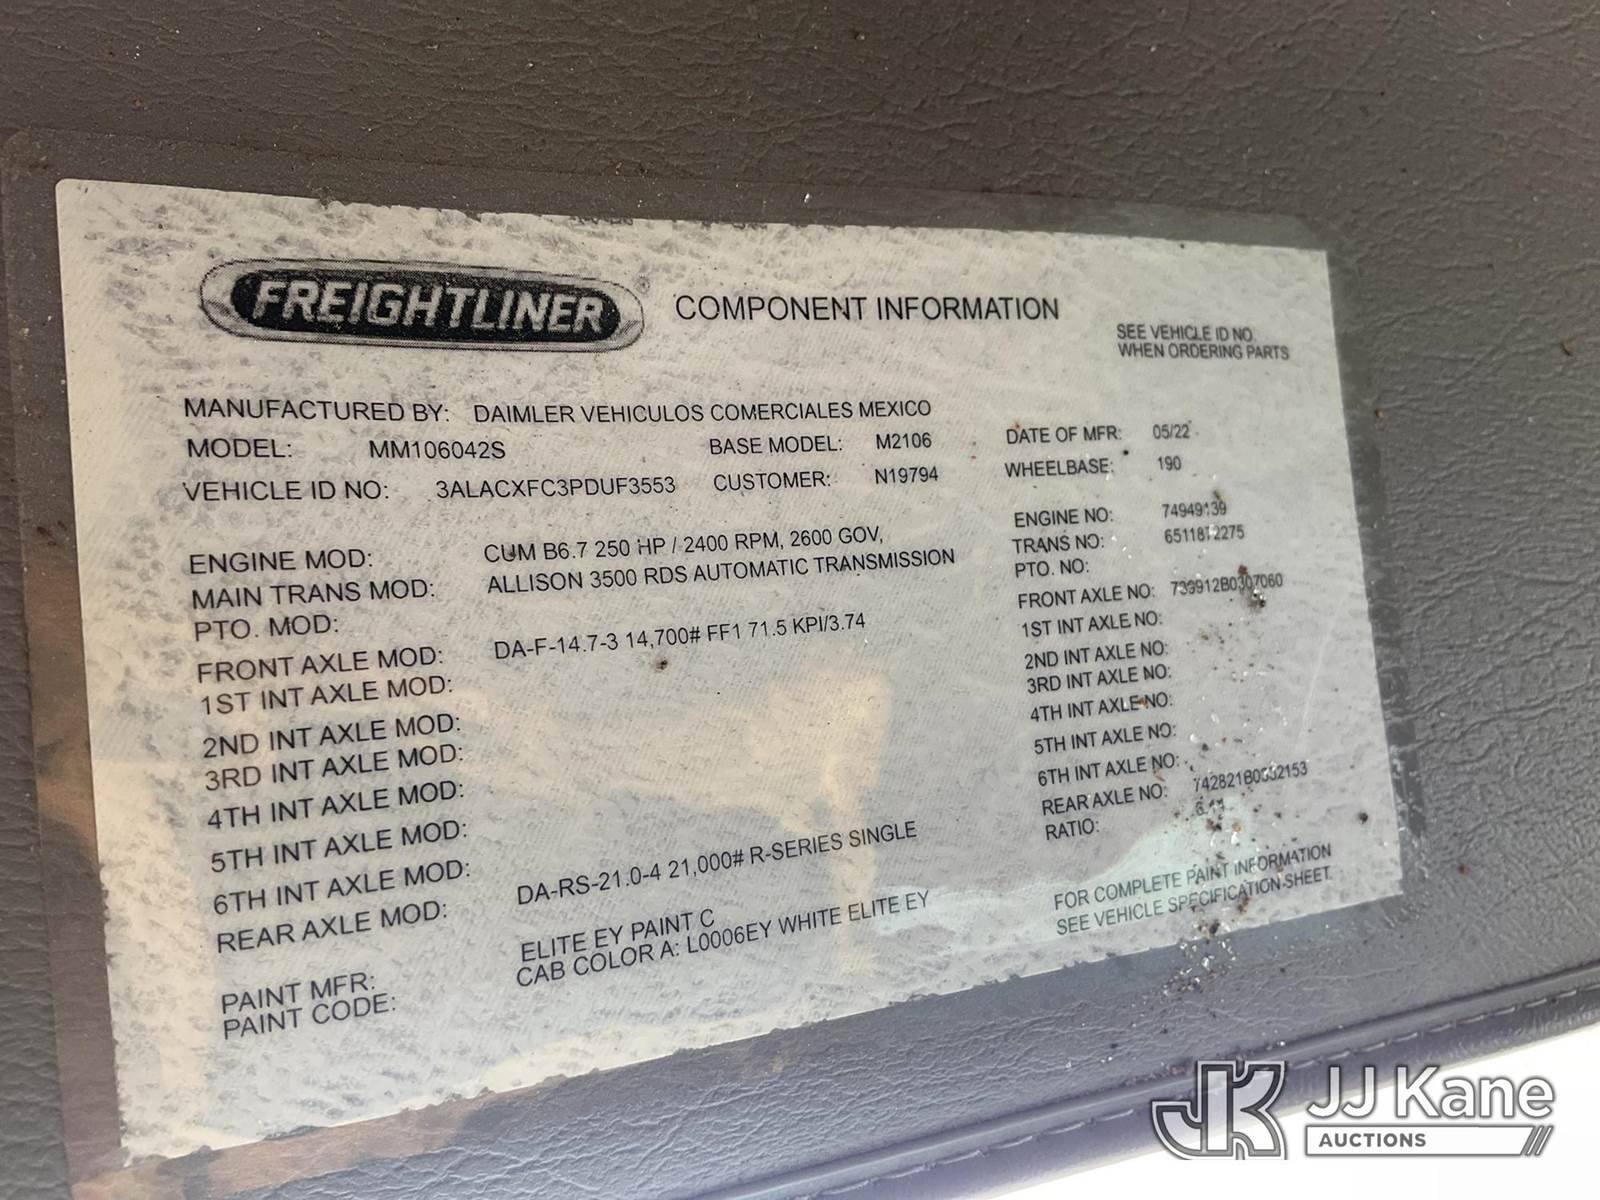 FREIGHTLINER
COMPONENT INFORMATION
SEE VEHICLE ID NO.
WHEN ORDERING PARTS
MANUFACTURED BY: DAIMLER VEHICULOS COMERCIALES MEXICO
MODEL: MM106042S BASE MODEL: M2106 DATE OF MFR: 05/22
VEHICLE ID NO: 3ALACXFC3PDUF3553 CUSTOMER: N19794 WHEELBASE: 190
ENGINE MOD: CUM B6.7 250 HP / 2400 RPM, 2600 GOV, ENGINE NO: 74949139
MAIN TRANS MOD: ALLISON 3500 RDS AUTOMATIC TRANSMISSION TRANS NO:
PTO. MOD: PTO. NO:
FRONT AXLE MOD: DA-F-14.7-3 14,700# FF1 71.5 KPI/3.74 FRONT AXLE NO: 739912B0307060
1ST INT AXLE MOD: 1ST INT AXLE NO:
2ND INT AXLE MOD: 2ND INT AXLE NO:
3RD INT AXLE MOD: 3RD INT AXLE NO:
4TH INT AXLE MOD: 4TH INT AXLE NO:
5TH INT AXLE MOD: 5TH INT AXLE NO:
6TH INT AXLE MOD: 6TH INT AXLE NO:
REAR AXLE MOD: DA-RS-21.0-4 21,000# R-SERIES SINGLE REAR AXLE NO:
RATIO:
PAINT MFR: ELITE EY PAINT C
PAINT CODE: CAB COLOR A: L0006EY WHITE ELITE EY
FOR COMPLETE PAINT INFORMATION
SEE VEHICLE SPECIFICATION SHEET.
JK JJ Kane
AUCTIONS